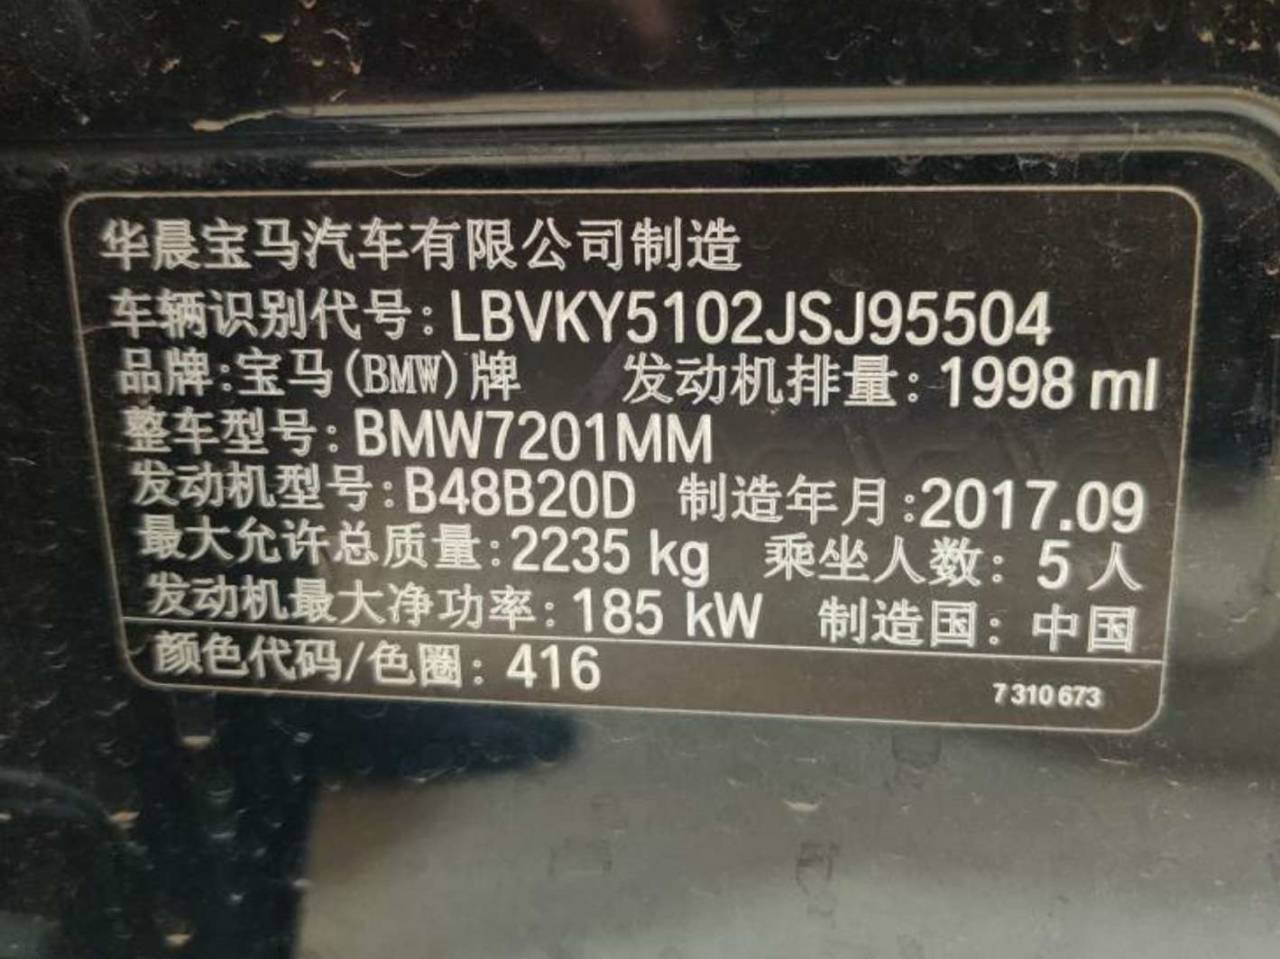 华晨宝马汽车有限公司制造
车辆识别代号:LBVKY5102JSJ95504
品牌:宝马(BMW)牌 发动机排量:1998 ml
整车型号:BMW7201MM
发动机型号:B48B20D 制造年月:2017.09
最大允许总质量:2235 kg 乘坐人数: 5 人
发动机最大净功率:185 kW 制造国: 中国
颜色代码/色圈: 416
7310673